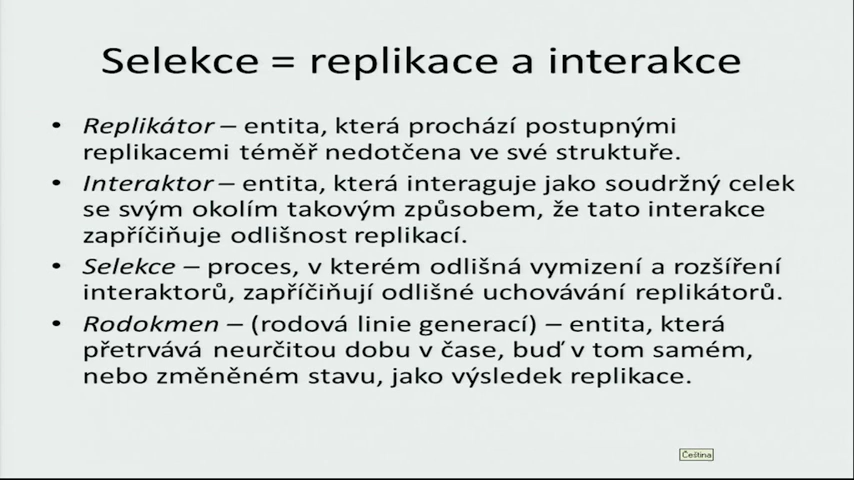 Selekce = replikace a interakce
• Replikátor – entita, která prochází postupnými
replikacemi téměř nedotčena ve své struktuře.
• Interaktor – entita, která interaguje jako soudržný celek
se svým okolím takovým způsobem, že tato interakce
zapříčiňuje odlišnost replikací.
• Selekce – proces, v kterém odlišná vymizení a rozšíření
interaktorů, zapříčiňují odlišné uchovávání replikátorů.
• Rodokmen – (rodová linie generací) – entita, která
přetrvává neurčitou dobu v čase, buď v tom samém,
nebo změněném stavu, jako výsledek replikace.
Čeština